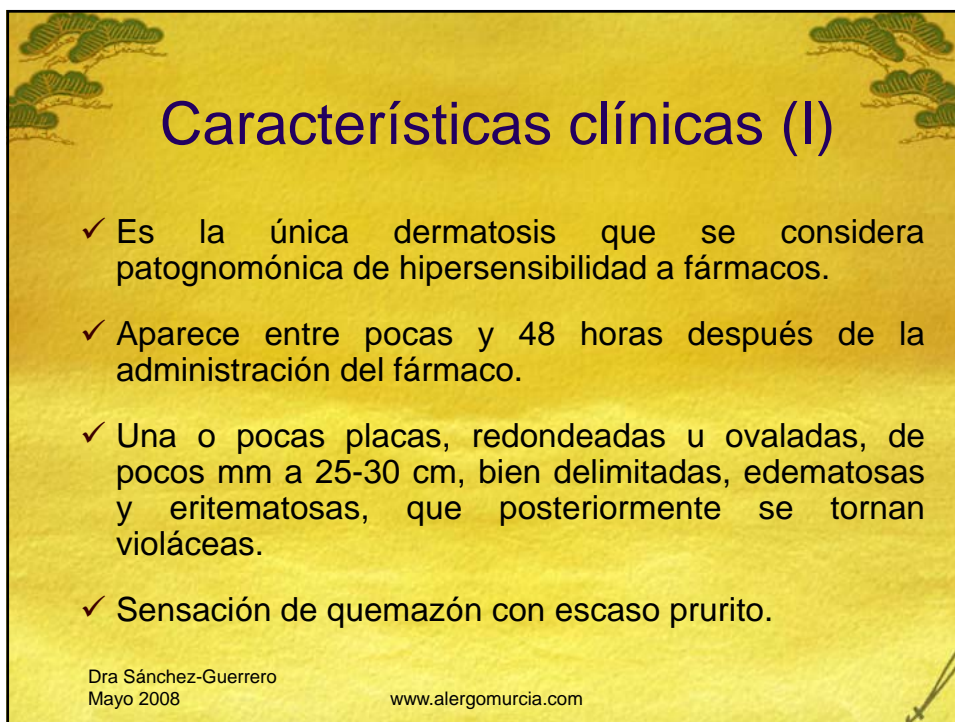 Características clínicas (I)
✓ Es la única dermatosis que se considera
patognomónica de hipersensibilidad a fármacos.
✓ Aparece entre pocas y 48 horas después de la
administración del fármaco.
✓ Una o pocas placas, redondeadas u ovaladas, de
pocos mm a 25-30 cm, bien delimitadas, edematosas
y eritematosas, que posteriormente se tornan
violáceas.
✓ Sensación de quemazón con escaso prurito.
Dra Sánchez-Guerrero
Mayo 2008 www.alergomurcia.com